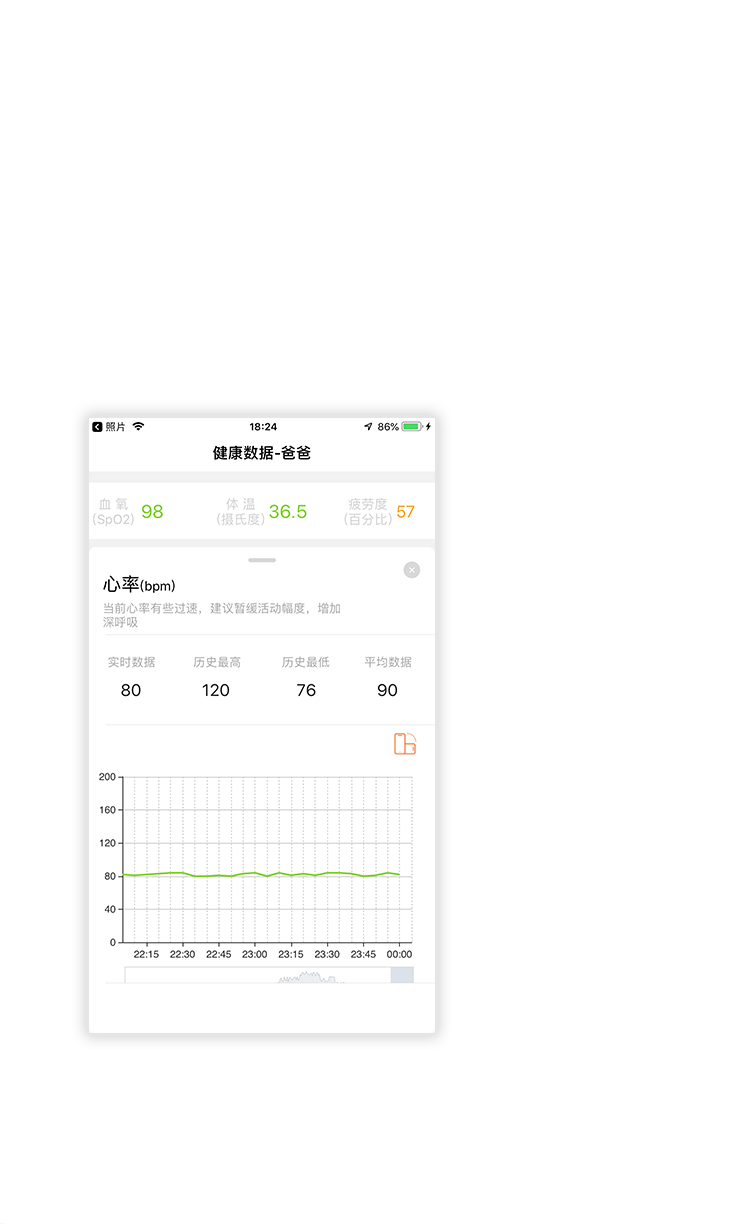 照片 18:24 86%
健康数据-爸爸
血 氧 98 体 温 36.5 疲劳度 57
(SpO2) (摄氏度) (百分比)
心率(bpm)
当前心率有些过速，建议暂缓活动幅度，增加
深呼吸
实时数据 历史最高 历史最低 平均数据
80 120 76 90
200
160
120
80
40
0
22:15 22:30 22:45 23:00 23:15 23:30 23:45 00:00